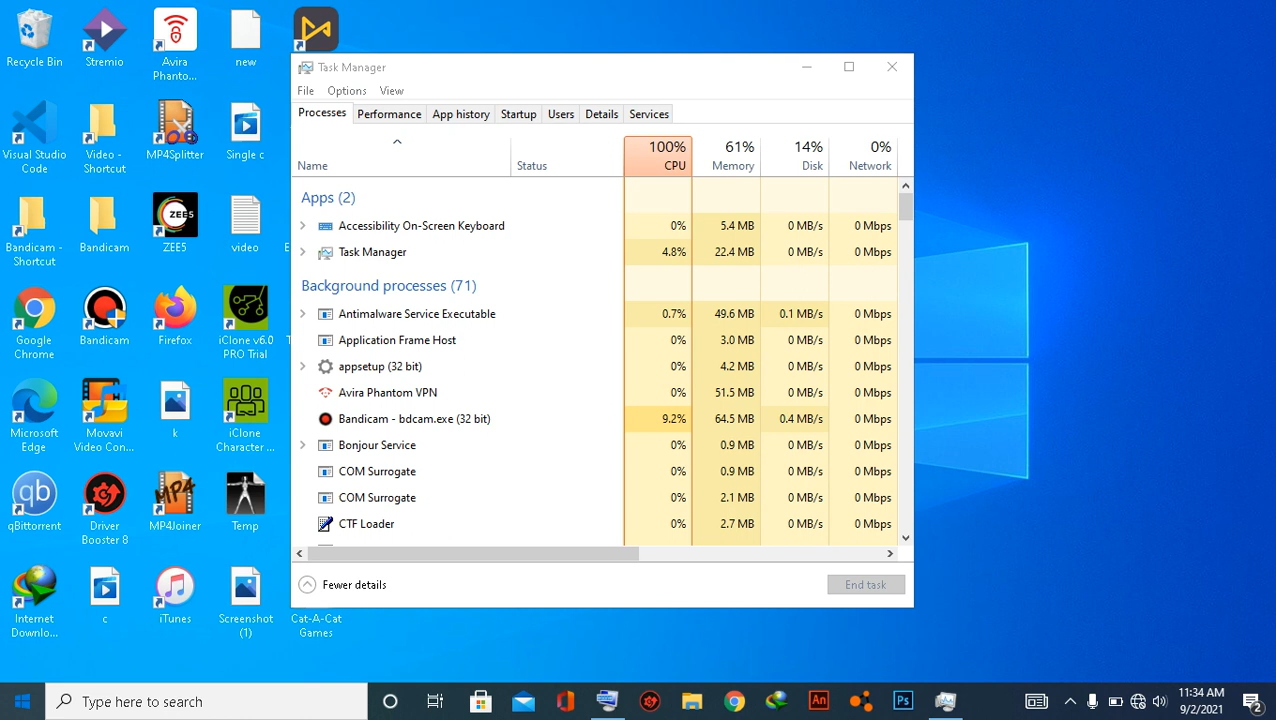 Recycle Bin
Stremio
Avira
Phanto...
new
Visual Studio
Code
Video -
Shortcut
MP4Splitter
Single c
Bandicam -
Shortcut
Bandicam
ZEE5
ZEE5
video
E
Google
Chrome
Bandicam
Firefox
iClone v6.0
PRO Trial
T
Microsoft
Edge
Movavi
Video Con...
k
iClone
Character ...
qb
qBittorrent
Driver
Booster 8
MP4
MP4Joiner
Temp
Internet
Downlo...
c
iTunes
Screenshot
(1)
Cat-A-Cat
Games
Task Manager
File Options View
Processes Performance App history Startup Users Details Services
100% 61% 14% 0%
Name Status CPU Memory Disk Network
Apps (2)
Accessibility On-Screen Keyboard 0% 5.4 MB 0 MB/s 0 Mbps
Task Manager 4.8% 22.4 MB 0 MB/s 0 Mbps
Background processes (71)
Antimalware Service Executable 0.7% 49.6 MB 0.1 MB/s 0 Mbps
Application Frame Host 0% 3.0 MB 0 MB/s 0 Mbps
appsetup (32 bit) 0% 4.2 MB 0 MB/s 0 Mbps
Avira Phantom VPN 0% 51.5 MB 0 MB/s 0 Mbps
Bandicam - bdcam.exe (32 bit) 9.2% 64.5 MB 0.4 MB/s 0 Mbps
Bonjour Service 0% 0.9 MB 0 MB/s 0 Mbps
COM Surrogate 0% 0.9 MB 0 MB/s 0 Mbps
COM Surrogate 0% 2.1 MB 0 MB/s 0 Mbps
CTF Loader 0% 2.7 MB 0 MB/s 0 Mbps
Fewer details
End task
Type here to search
An
Ps
11:34 AM
9/2/2021
2